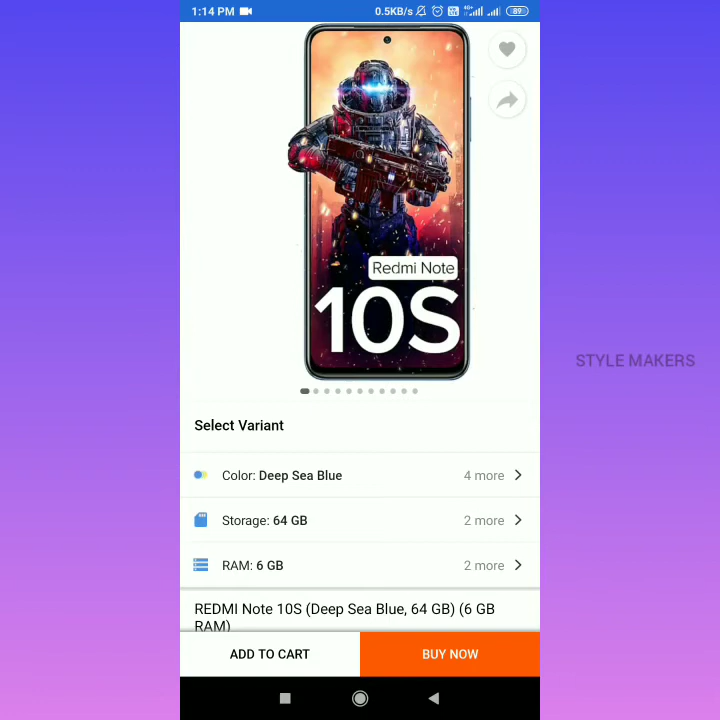 1:14 PM
0.5KB/s
4G+
89
Redmi Note
10S
STYLE MAKERS
Select Variant
Color: Deep Sea Blue
4 more
Storage: 64 GB
2 more
RAM: 6 GB
2 more
REDMI Note 10S (Deep Sea Blue, 64 GB) (6 GB
RAM)
ADD TO CART
BUY NOW